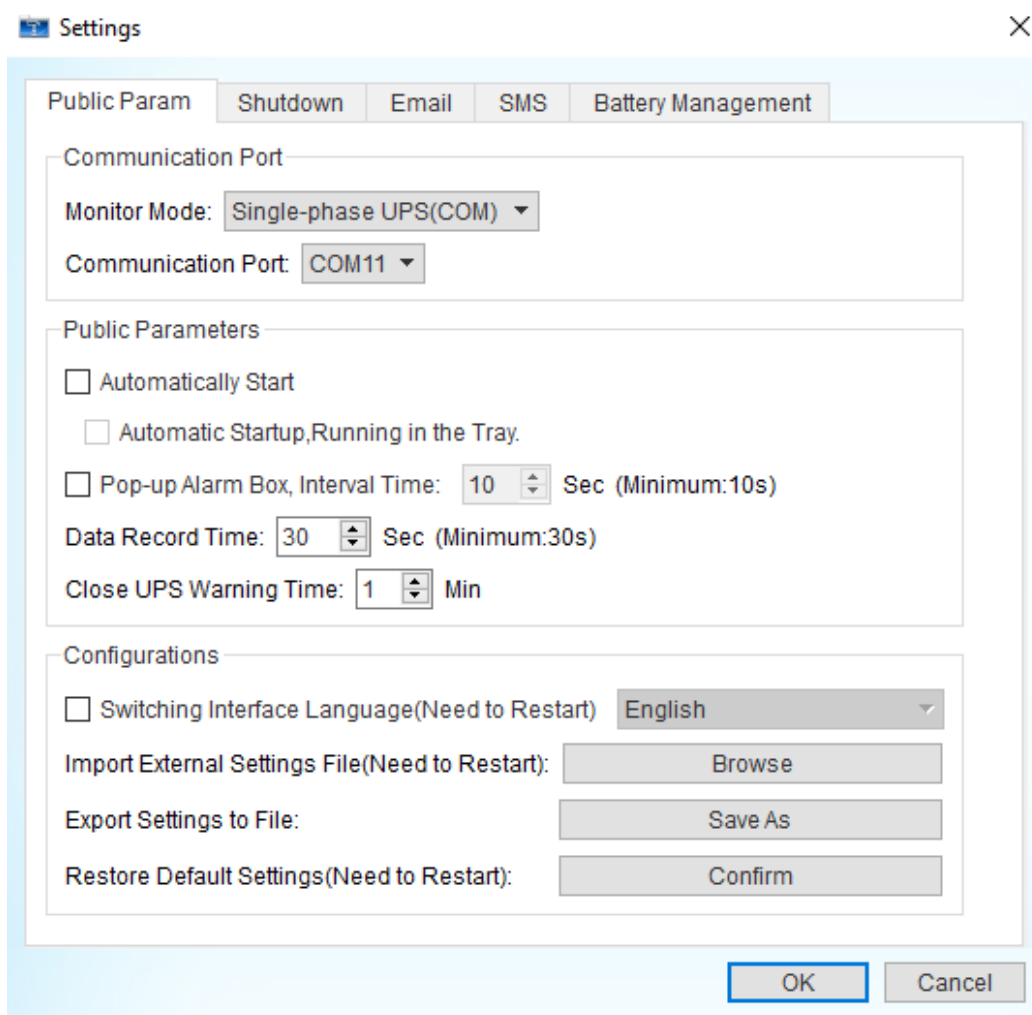 Settings
Public Param Shutdown Email SMS Battery Management
Communication Port
Monitor Mode: Single-phase UPS(COM)
Communication Port: COM11
Public Parameters
Automatically Start
Automatic Startup,Running in the Tray.
Pop-up Alarm Box, Interval Time: 10 Sec (Minimum:10s)
Data Record Time: 30 Sec (Minimum:30s)
Close UPS Warning Time: 1 Min
Configurations
Switching Interface Language(Need to Restart) English
Import External Settings File(Need to Restart): Browse
Export Settings to File: Save As
Restore Default Settings(Need to Restart): Confirm
OK Cancel